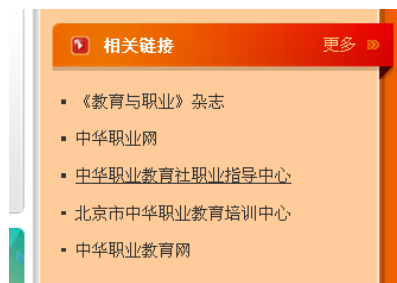 相关链接 更多 »
《教育与职业》杂志
中华职业网
中华职业教育社职业指导中心
北京市中华职业教育培训中心
中华职业教育网